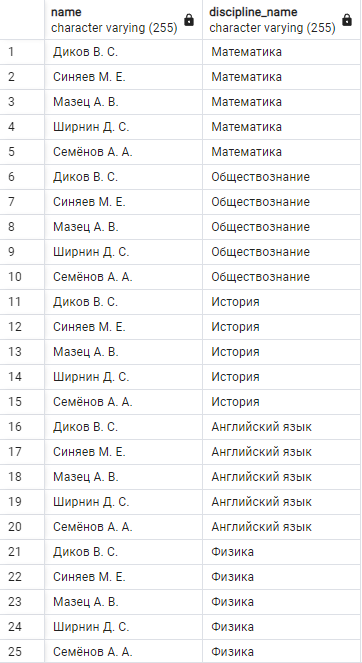 name discipline_name
character varying (255) character varying (255)
1 Диков В. С. Математика
2 Синяев М. Е. Математика
3 Мазец А. В. Математика
4 Ширнин Д. С. Математика
5 Семёнов А. А. Математика
6 Диков В. С. Обществознание
7 Синяев М. Е. Обществознание
8 Мазец А. В. Обществознание
9 Ширнин Д. С. Обществознание
10 Семёнов А. А. Обществознание
11 Диков В. С. История
12 Синяев М. Е. История
13 Мазец А. В. История
14 Ширнин Д. С. История
15 Семёнов А. А. История
16 Диков В. С. Английский язык
17 Синяев М. Е. Английский язык
18 Мазец А. В. Английский язык
19 Ширнин Д. С. Английский язык
20 Семёнов А. А. Английский язык
21 Диков В. С. Физика
22 Синяев М. Е. Физика
23 Мазец А. В. Физика
24 Ширнин Д. С. Физика
25 Семёнов А. А. Физика